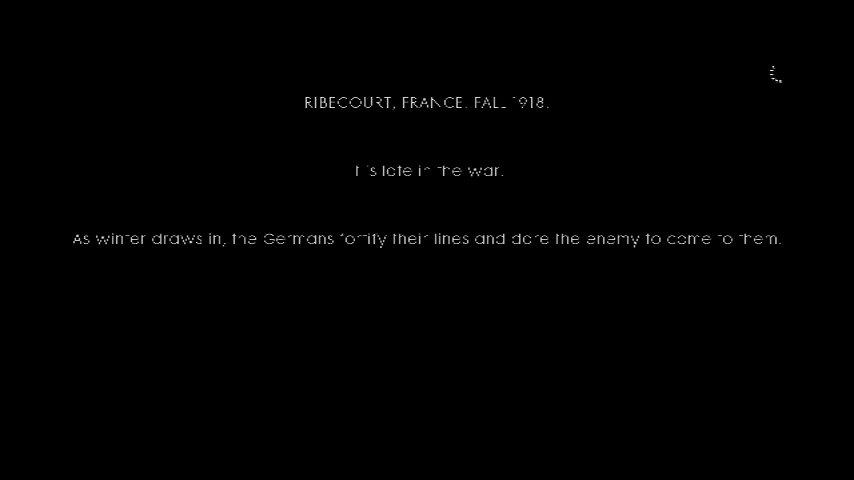 RIBECOURT, FRANCE. FALL 1918.
It is late in the war.
As winter draws in, the Germans fortify their lines and dare the enemy to come to them.